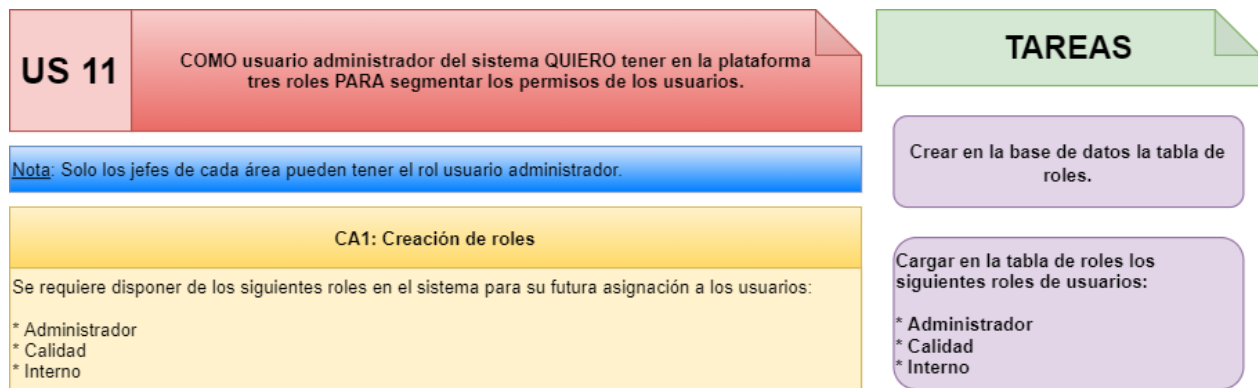 US 11
COMO usuario administrador del sistema QUIERO tener en la plataforma
tres roles PARA segmentar los permisos de los usuarios.
Nota: Solo los jefes de cada área pueden tener el rol usuario administrador.
CA1: Creación de roles
Se requiere disponer de los siguientes roles en el sistema para su futura asignación a los usuarios:
* Administrador
* Calidad
* Interno
TAREAS
Crear en la base de datos la tabla de
roles.
Cargar en la tabla de roles los
siguientes roles de usuarios:
* Administrador
* Calidad
* Interno